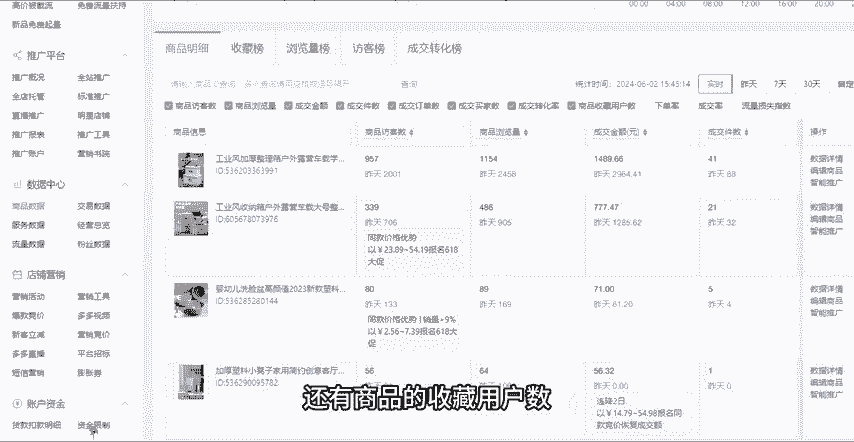 高价被截流 免费流量扶持
00:00 04:00 08:00 12:00 16:00 20:00
新品免费起量
推广平台
推广概况 全站推广
全店托管 标准推广
直播推广 明星店铺
推广报表 推广工具
推广账户 营销书院
数据中心
商品数据 交易数据
服务数据 经营总览
流量数据 粉丝数据
店铺营销
营销活动 营销工具
爆款竞价 多多视频
新客立减 营销竞价
多多直播 平台招标
短信营销 膨胀券
账户资金
货款扣款明细 资金限制
商品明细 收藏榜 浏览量榜 访客榜 成交转化榜
查询 统计时间：2024-06-02 15:45:14 实时 昨天 7天 30天
商品访客数 商品浏览量 成交金额 成交件数 成交订单数 成交买家数 成交转化率 商品收藏用户数 下单率 成交率 流量损失指数
商品信息 商品访客数 商品浏览量 成交金额(元) 成交件数 操作
工业风加厚整理箱户外露营车载学... 957 1154 1489.66 41 数据详情
ID:536203363991 昨天 2001 昨天 2458 昨天 2964.41 昨天 88 编辑商品
智能推广
工业风收纳箱户外露营车载大号整... 339 486 777.47 21 数据详情
ID:605678073976 昨天 706 昨天 905 昨天 1285.62 昨天 32 编辑商品
智能推广
同款价格优势
以￥23.89~54.19报名618
大促
婴幼儿洗脸盆高颜值2023新款塑料... 80 89 71.00 5 数据详情
ID:536285280144 昨天 133 昨天 169 昨天 61.20 昨天 4 编辑商品
智能推广
同款价格优势 | 销量+9%
以￥2.56~7.39报名618大
促
加厚塑料小凳子家用简约创意客厅... 56 64 56.32 1 数据详情
ID:536290095782 昨天 0.00 昨天 0 编辑商品
智能推广
连降2日
以￥14.79~54.98报名同
款竞价恢复成交额
还有商品的收藏用户数